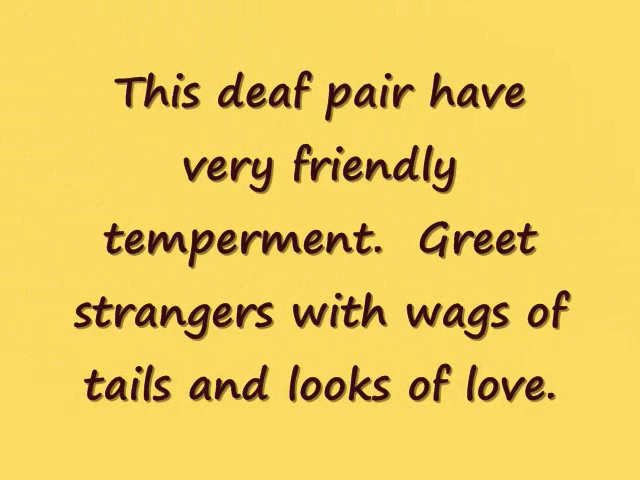 This deaf pair have
very friendly
temperment.  Greet
strangers with wags of
tails and looks of love.